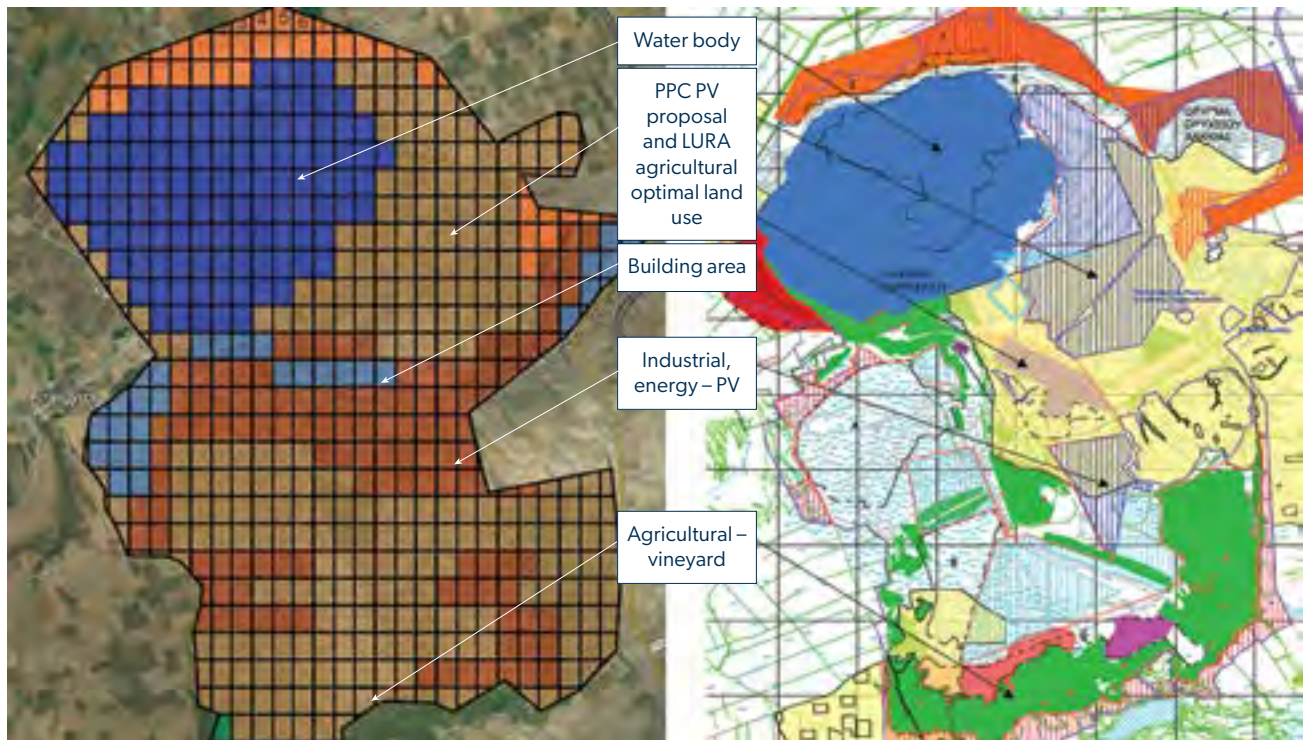 Water body
PPC PV
proposal
and LURA
agricultural
optimal land
use
Building area
Industrial,
energy – PV
Agricultural –
vineyard